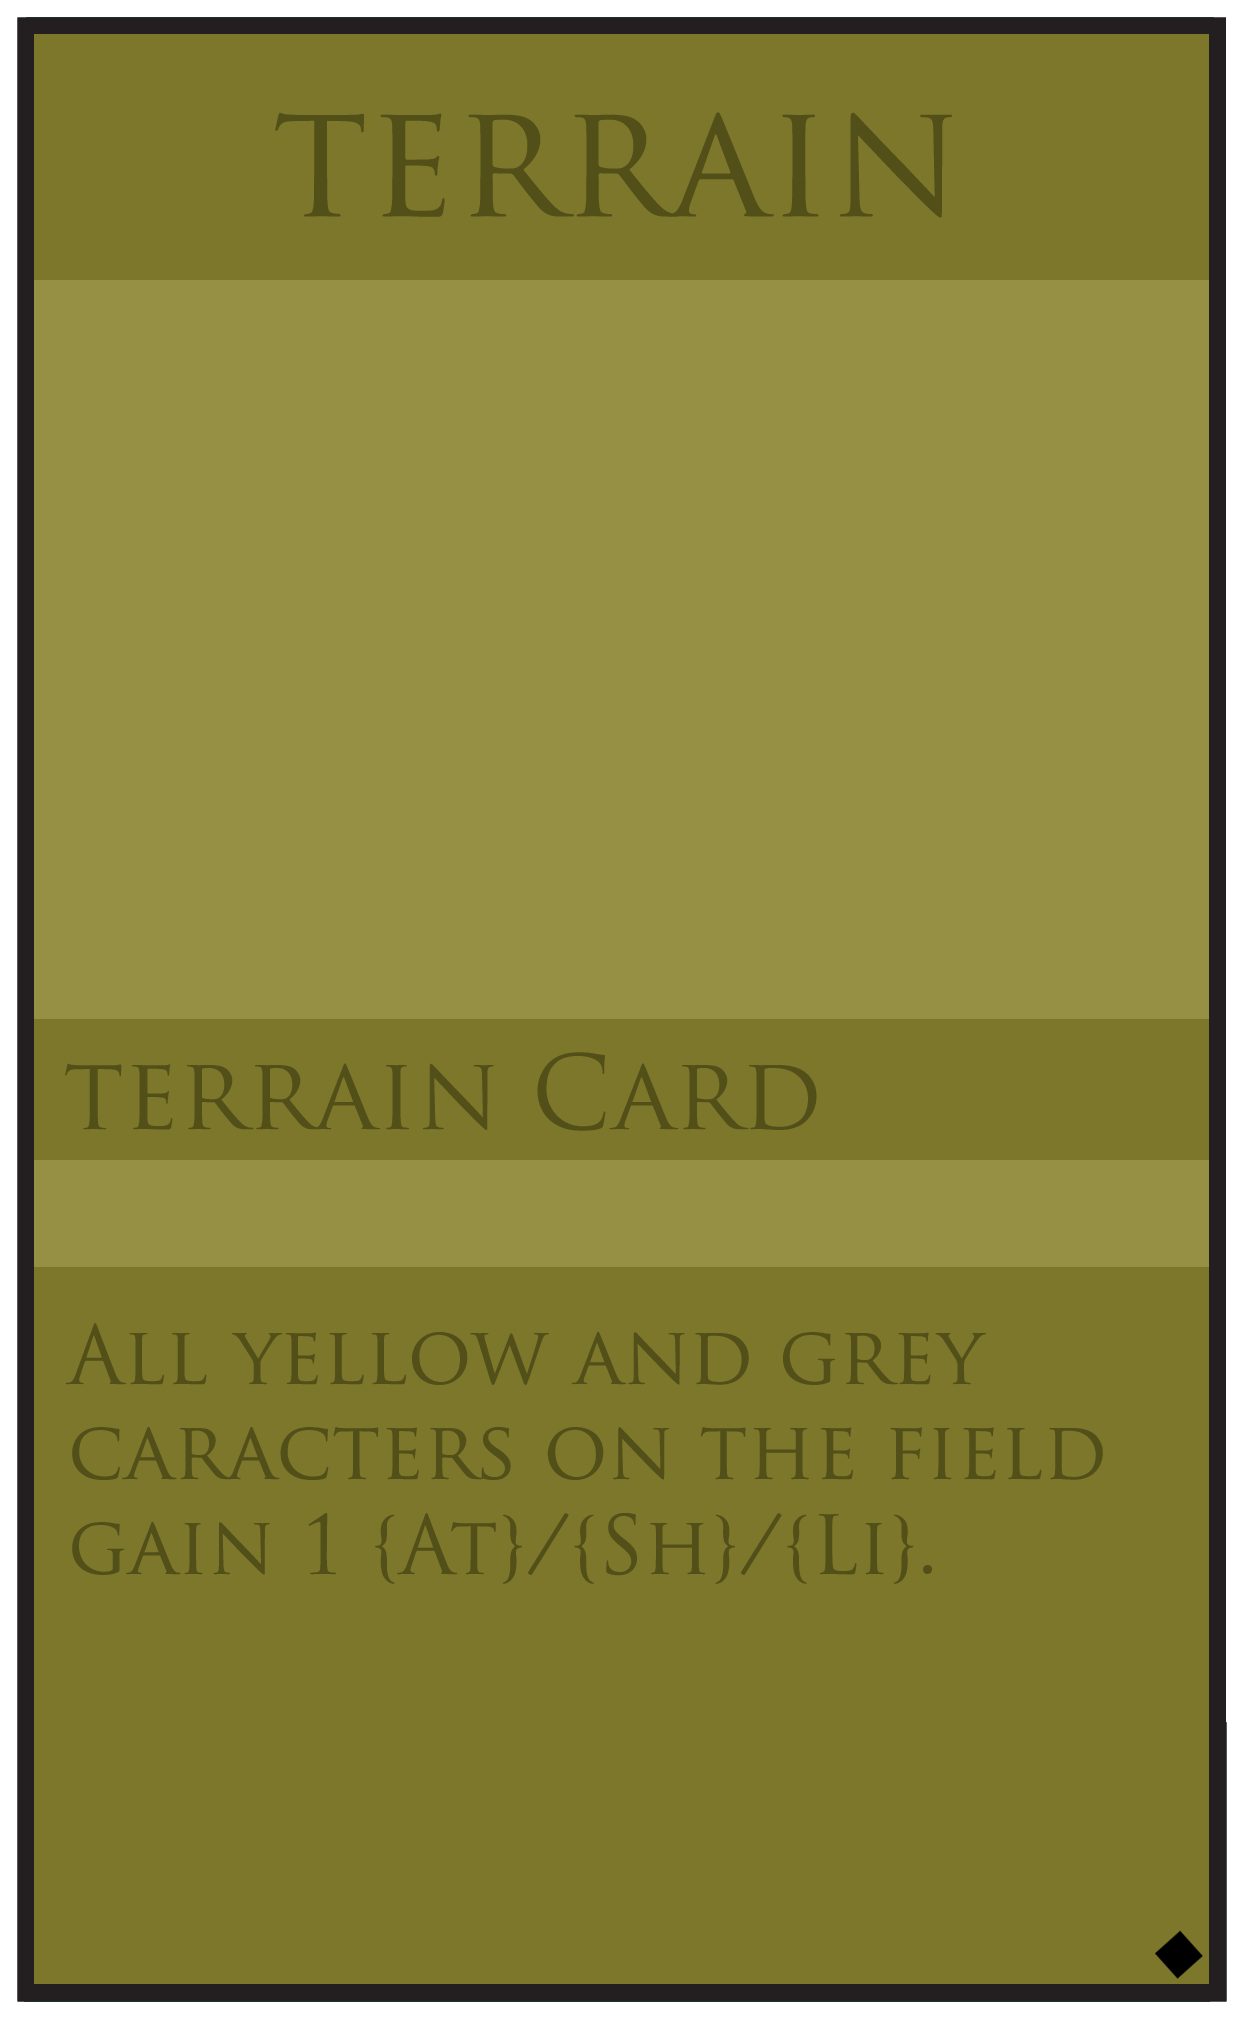 TERRAIN
TERRAIN CARD
ALL YELLOW AND GREY
CARACTERS ON THE FIELD
GAIN 1 {AT}/{SH}/{LI}.